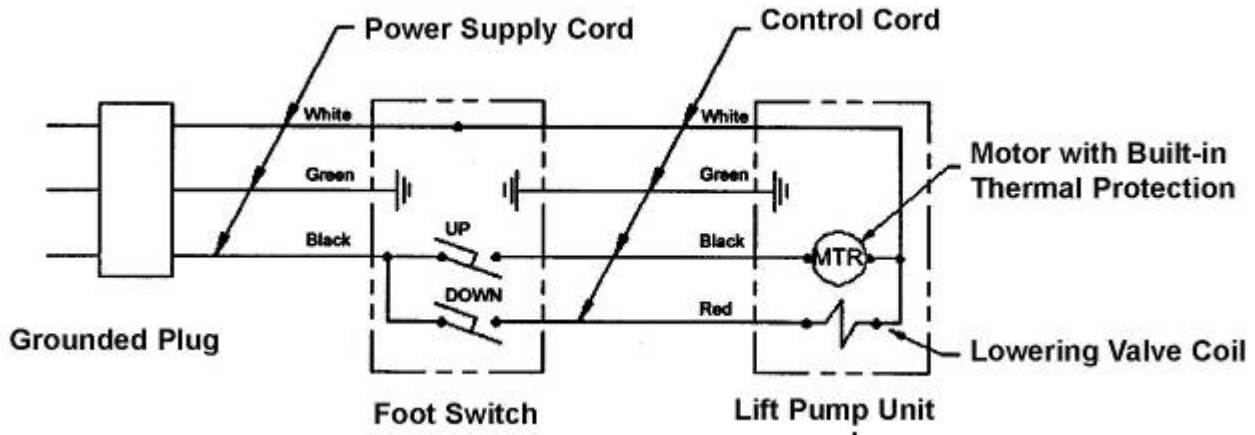 Power Supply Cord
Control Cord
White
White
Green
Green
Motor with Built-in
Thermal Protection
Black
UP
Black
MTR
DOWN
Red
Grounded Plug
Lowering Valve Coil
Foot Switch
Lift Pump Unit